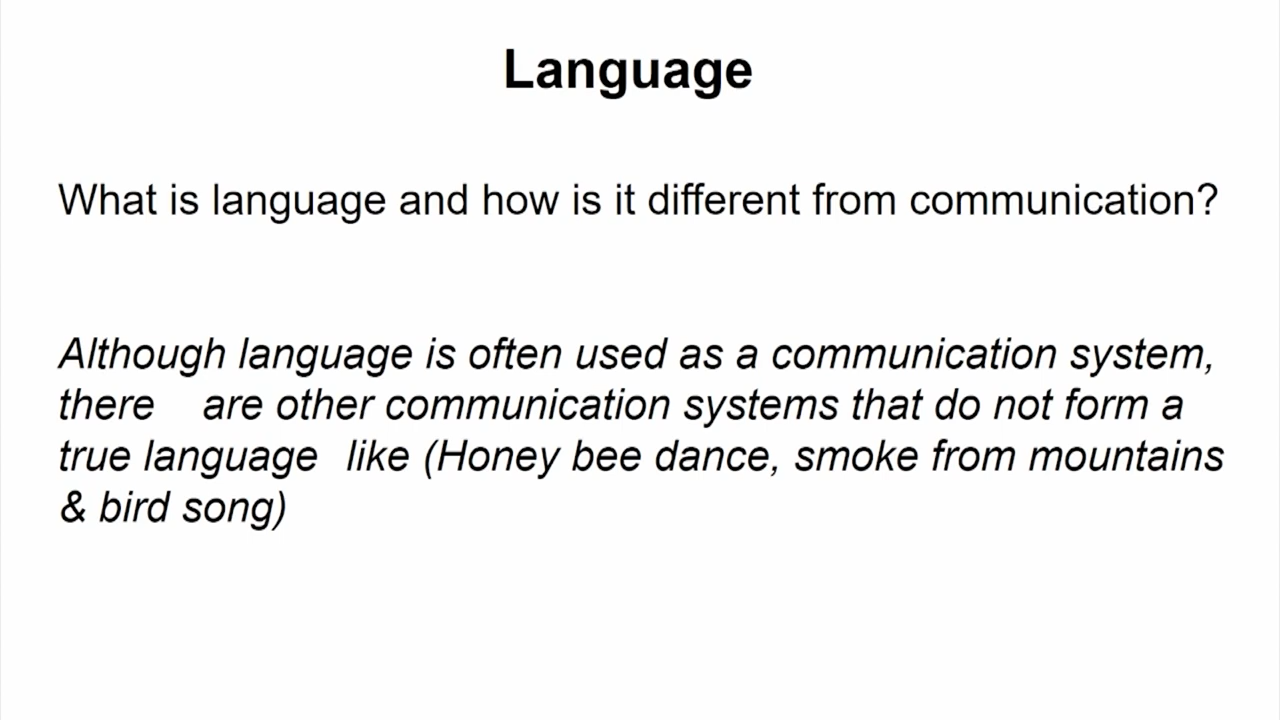 Language
What is language and how is it different from communication?
Although language is often used as a communication system,
there are other communication systems that do not form a
true language like (Honey bee dance, smoke from mountains
& bird song)